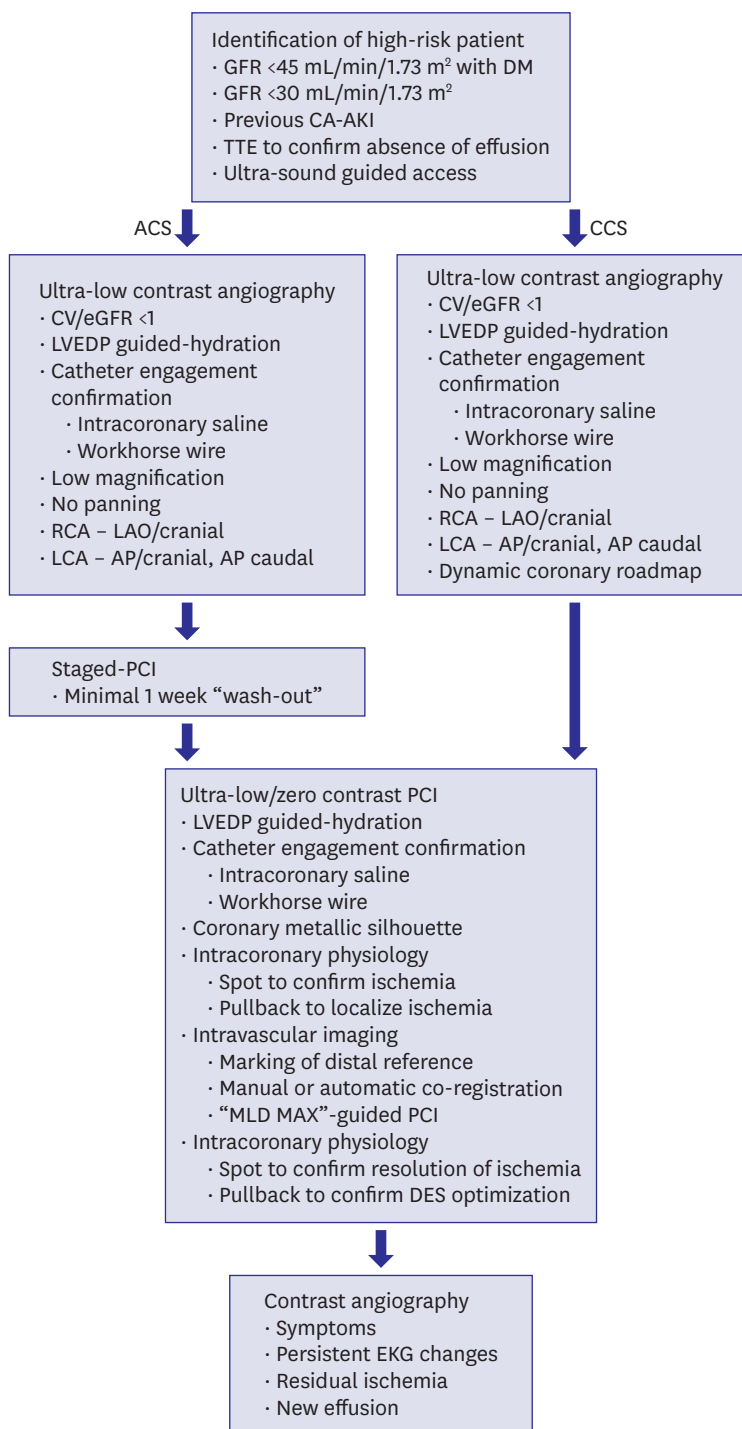 Identification of high-risk patient
· GFR <45 mL/min/1.73 m² with DM
· GFR <30 mL/min/1.73 m²
· Previous CA-AKI
· TTE to confirm absence of effusion
· Ultra-sound guided access
ACS
CCS
Ultra-low contrast angiography
· CV/eGFR <1
· LVEDP guided-hydration
· Catheter engagement
confirmation
· Intracoronary saline
· Workhorse wire
· Low magnification
· No panning
· RCA – LAO/cranial
· LCA – AP/cranial, AP caudal
Ultra-low contrast angiography
· CV/eGFR <1
· LVEDP guided-hydration
· Catheter engagement
confirmation
· Intracoronary saline
· Workhorse wire
· Low magnification
· No panning
· RCA – LAO/cranial
· LCA – AP/cranial, AP caudal
· Dynamic coronary roadmap
Staged-PCI
· Minimal 1 week “wash-out”
Ultra-low/zero contrast PCI
· LVEDP guided-hydration
· Catheter engagement confirmation
· Intracoronary saline
· Workhorse wire
· Coronary metallic silhouette
· Intracoronary physiology
· Spot to confirm ischemia
· Pullback to localize ischemia
· Intravascular imaging
· Marking of distal reference
· Manual or automatic co-registration
· “MLD MAX”-guided PCI
· Intracoronary physiology
· Spot to confirm resolution of ischemia
· Pullback to confirm DES optimization
Contrast angiography
· Symptoms
· Persistent EKG changes
· Residual ischemia
· New effusion